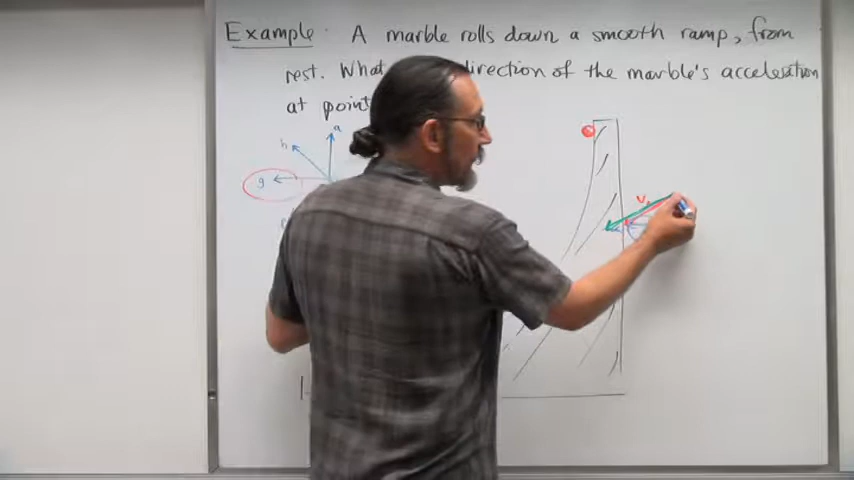 Example: A marble rolls down a smooth ramp, from
rest. What direction of the marble's acceleration
at point
a
h
g